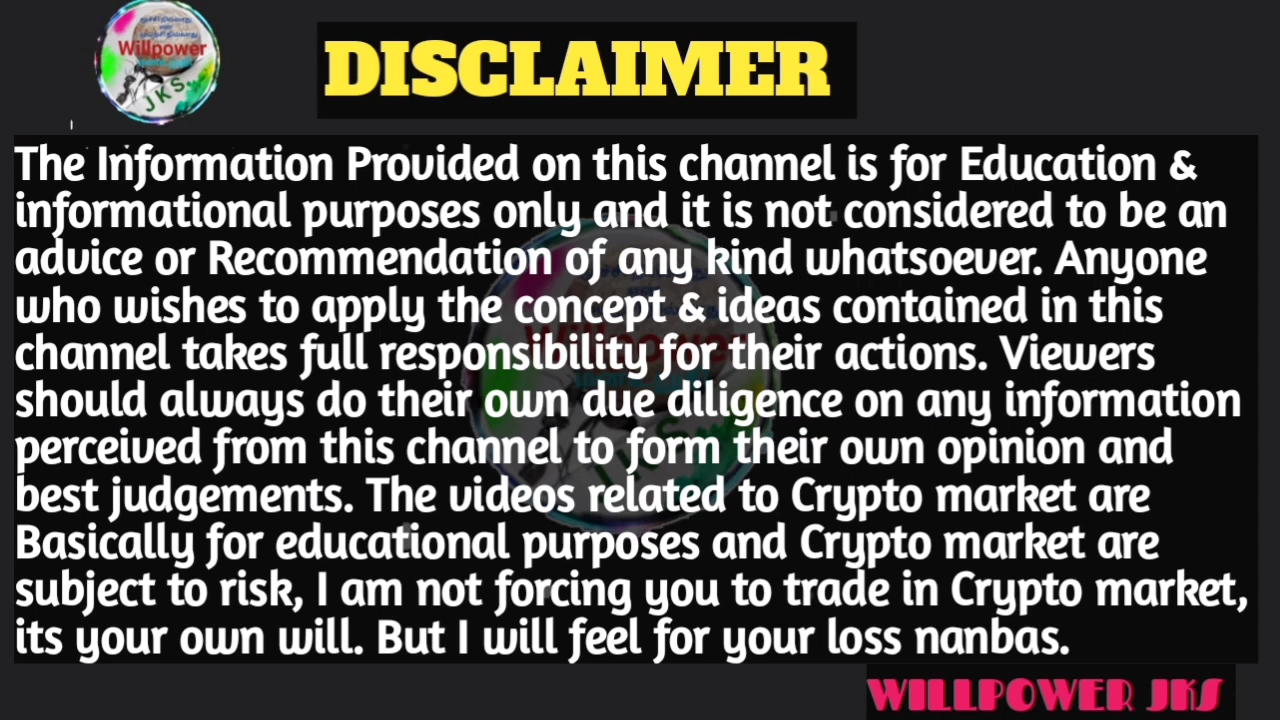 Willpower
JKS
DISCLAIMER
The Information Provided on this channel is for Education &
informational purposes only and it is not considered to be an
advice or Recommendation of any kind whatsoever. Anyone
who wishes to apply the concept & ideas contained in this
channel takes full responsibility for their actions. Viewers
should always do their own due diligence on any information
perceived from this channel to form their own opinion and
best judgements. The videos related to Crypto market are
Basically for educational purposes and Crypto market are
subject to risk, I am not forcing you to trade in Crypto market,
its your own will. But I will feel for your loss nanbas.
WILLPOWER JKS